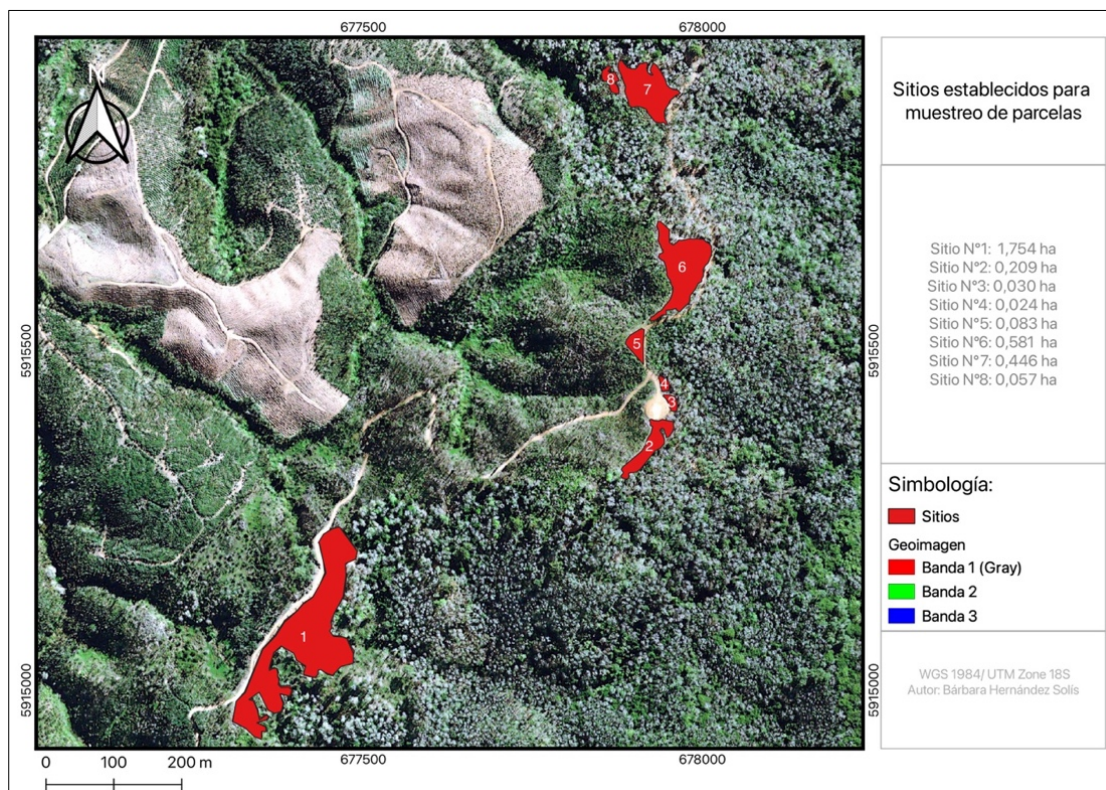 677500
678000
N
8
7
6
5
4
3
2
1
5915500
5915000
5915500
5915000
677500
678000
0 100 200 m
Sitios establecidos para
muestreo de parcelas
Sitio N°1: 1,754 ha
Sitio N°2: 0,209 ha
Sitio N°3: 0,030 ha
Sitio N°4: 0,024 ha
Sitio N°5: 0,083 ha
Sitio N°6: 0,581 ha
Sitio N°7: 0,446 ha
Sitio N°8: 0,057 ha
Simbología:
Sitios
Geoimagen
Banda 1 (Gray)
Banda 2
Banda 3
WGS 1984/ UTM Zone 18S
Autor: Bárbara Hernández Solís